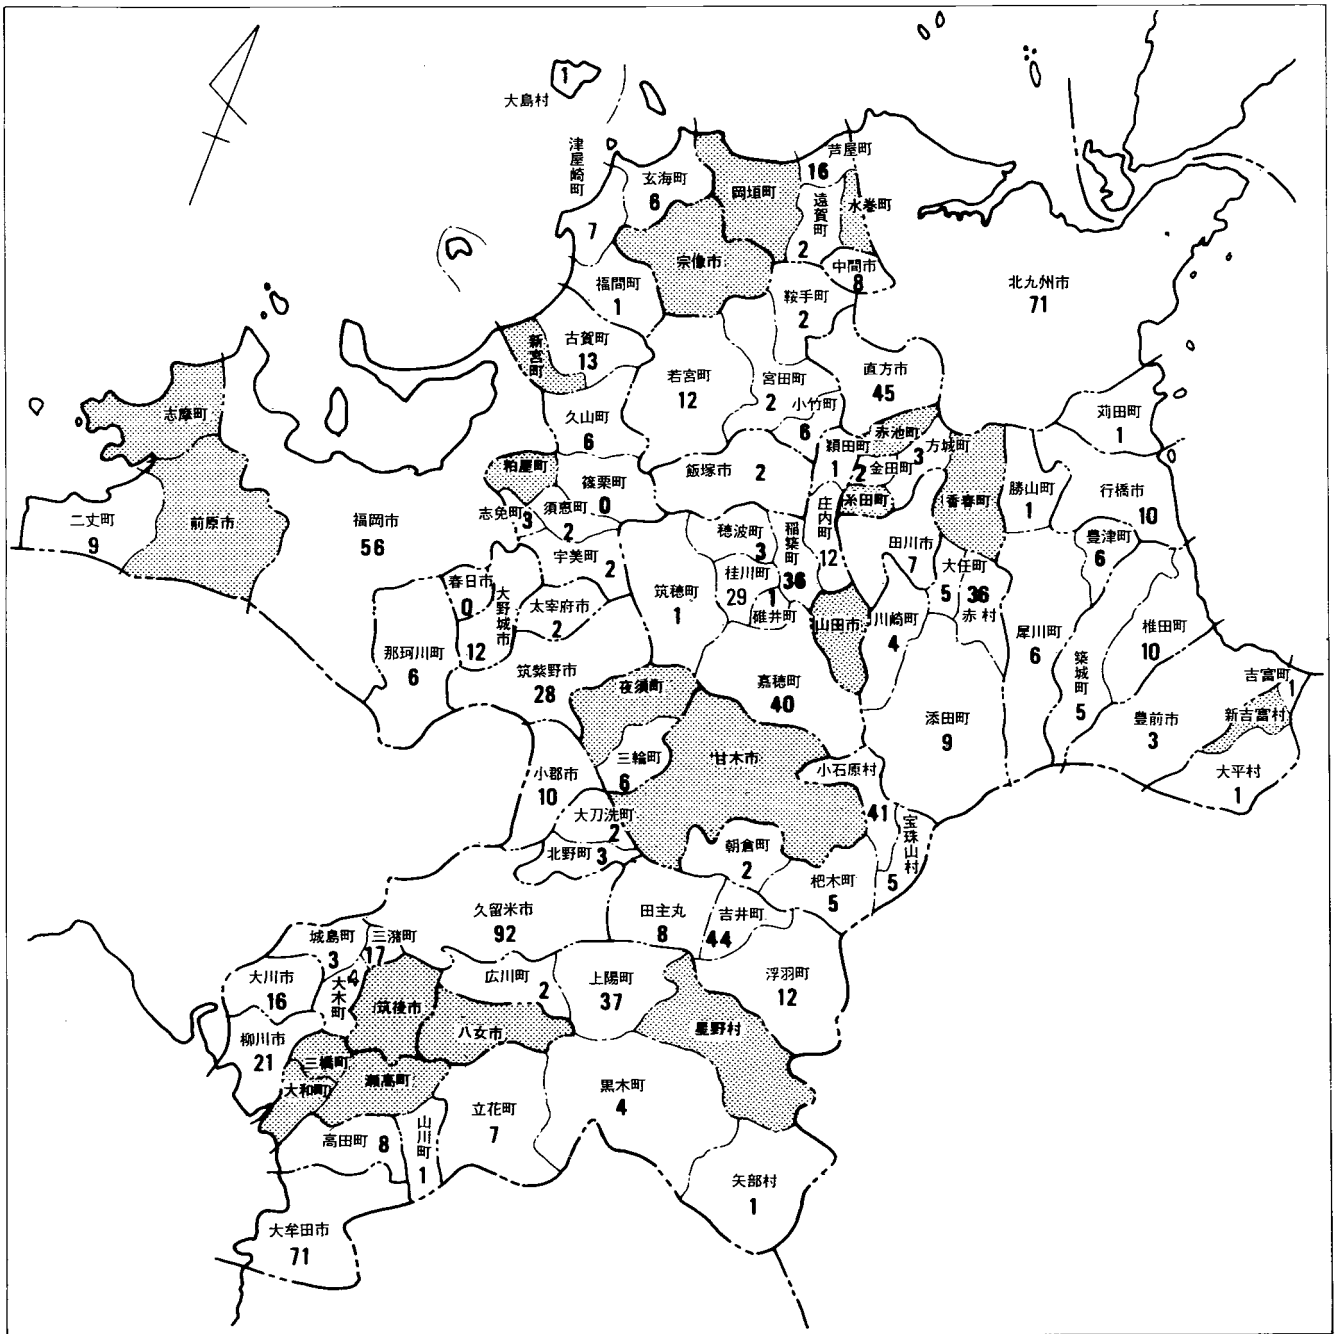 1
大島村
津屋崎町
7
玄海町
6
岡垣町
芦屋町
16
遠賀町
2
水巻町
宗像市
中間市
8
北九州市
71
福間町
1
鞍手町
2
古賀町
13
新宮町
若宮町
12
宮田町
2
小竹町
6
直方市
45
苅田町
1
志摩町
久山町
6
赤池町
方城町
3
頴田町
1
金田町
2
粕屋町
篠栗町
0
飯塚市
2
糸田町
香春町
勝山町
1
行橋市
10
二丈町
9
前原市
福岡市
56
志免町
3
須恵町
2
宇美町
2
穂波町
3
稲築町
36
庄内町
12
田川市
7
豊津町
6
春日市
0
大野城市
12
太宰府市
2
筑穂町
1
桂川町
29
1
碓井町
山田市
川崎町
4
大任町
5
36
赤村
犀川町
6
椎田町
10
築城町
5
那珂川町
6
筑紫野市
28
夜須町
嘉穂町
40
添田町
9
豊前市
3
吉富町
1
新吉富村
大平村
1
小郡市
10
三輪町
6
甘木市
小石原村
41
宝珠山村
5
大刀洗町
2
北野町
3
朝倉町
2
杷木町
5
久留米市
92
田主丸
8
吉井町
44
浮羽町
12
城島町
3
三潴町
17
大川市
16
大木町
4
筑後市
広川町
2
上陽町
37
星野村
柳川市
21
三橋町
大和町
瀬高町
八女市
黒木町
4
立花町
7
高田町
8
山川町
1
矢部村
1
大牟田市
71